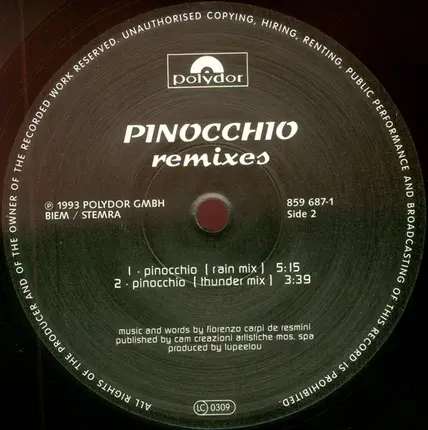 ALL RIGHTS OF THE PRODUCER AND OF THE OWNER OF THE RECORDED WORK RESERVED. UNAUTHORISED COPYING, HIRING, RENTING, PUBLIC PERFORMANCE AND BROADCASTING OF THIS RECORD IS PROHIBITED.
polydor
PINOCCHIO
remixes
℗ 1993 POLYDOR GMBH
BIEM / STEMRA
859 687-1
Side 2
1 · pinocchio [ rain mix ] 5:15
2 · pinocchio [ thunder mix ] 3:39
music and words by fiorenzo carpi de resmini
published by cam creazioni artistiche mos. spa
produced by lupeelou
LC 0309